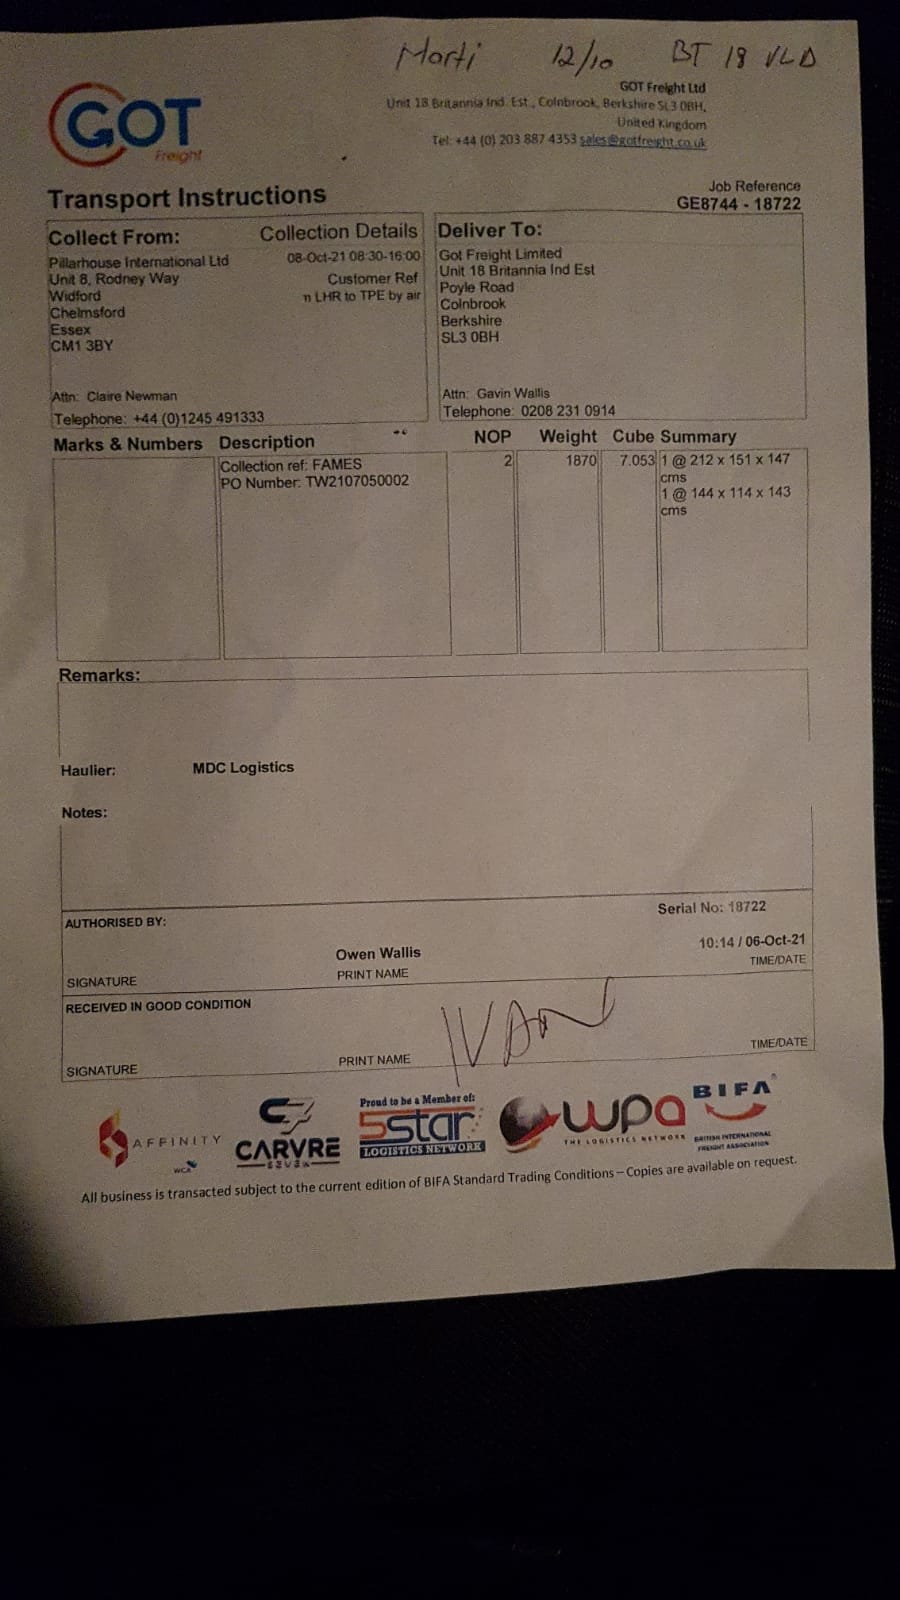 Marti 12/10 BT 18 VLD
GOT
Freight
GOT Freight Ltd
Unit 18 Britannia Ind. Est., Colnbrook, Berkshire SL3 0BH,
United Kingdom
Tel: +44 (0) 203 887 4353 sales@gotfreight.co.uk
Transport Instructions
Job Reference
GE8744 - 18722
Collect From: Collection Details
Pillarhouse International Ltd 08-Oct-21 08:30-16:00
Unit 8, Rodney Way Customer Ref
Widford n LHR to TPE by air
Chelmsford
Essex
CM1 3BY
Attn: Claire Newman
Telephone: +44 (0)1245 491333
Deliver To:
Got Freight Limited
Unit 18 Britannia Ind Est
Poyle Road
Colnbrook
Berkshire
SL3 0BH
Attn: Gavin Wallis
Telephone: 0208 231 0914
Marks & Numbers Description NOP Weight Cube Summary
Collection ref: FAMES 2 1870 7.053 1 @ 212 x 151 x 147
PO Number: TW2107050002 cms
1 @ 144 x 114 x 143
cms
Remarks:
Haulier: MDC Logistics
Notes:
AUTHORISED BY: Serial No: 18722
Owen Wallis 10:14 / 06-Oct-21
SIGNATURE PRINT NAME TIME/DATE
RECEIVED IN GOOD CONDITION
IVAN
SIGNATURE PRINT NAME TIME/DATE
AFFINITY
WCA
C7
CARVRE
SEVEN
Proud to be a Member of:
5star
LOGISTICS NETWORK
wpa
THE LOGISTICS NETWORK
BIFA
BRITISH INTERNATIONAL
FREIGHT ASSOCIATION
All business is transacted subject to the current edition of BIFA Standard Trading Conditions – Copies are available on request.